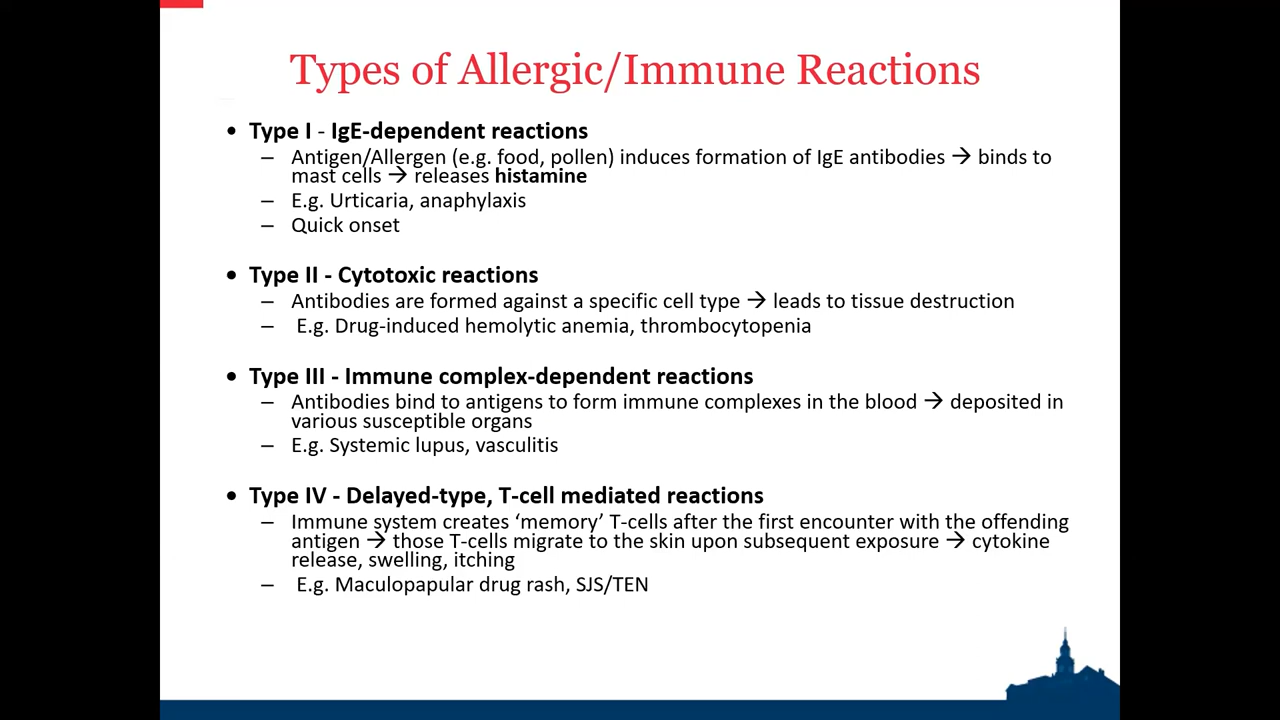 Types of Allergic/Immune Reactions
• Type I - IgE-dependent reactions
– Antigen/Allergen (e.g. food, pollen) induces formation of IgE antibodies → binds to
mast cells → releases histamine
– E.g. Urticaria, anaphylaxis
– Quick onset
• Type II - Cytotoxic reactions
– Antibodies are formed against a specific cell type → leads to tissue destruction
– E.g. Drug-induced hemolytic anemia, thrombocytopenia
• Type III - Immune complex-dependent reactions
– Antibodies bind to antigens to form immune complexes in the blood → deposited in
various susceptible organs
– E.g. Systemic lupus, vasculitis
• Type IV - Delayed-type, T-cell mediated reactions
– Immune system creates ‘memory’ T-cells after the first encounter with the offending
antigen → those T-cells migrate to the skin upon subsequent exposure → cytokine
release, swelling, itching
– E.g. Maculopapular drug rash, SJS/TEN